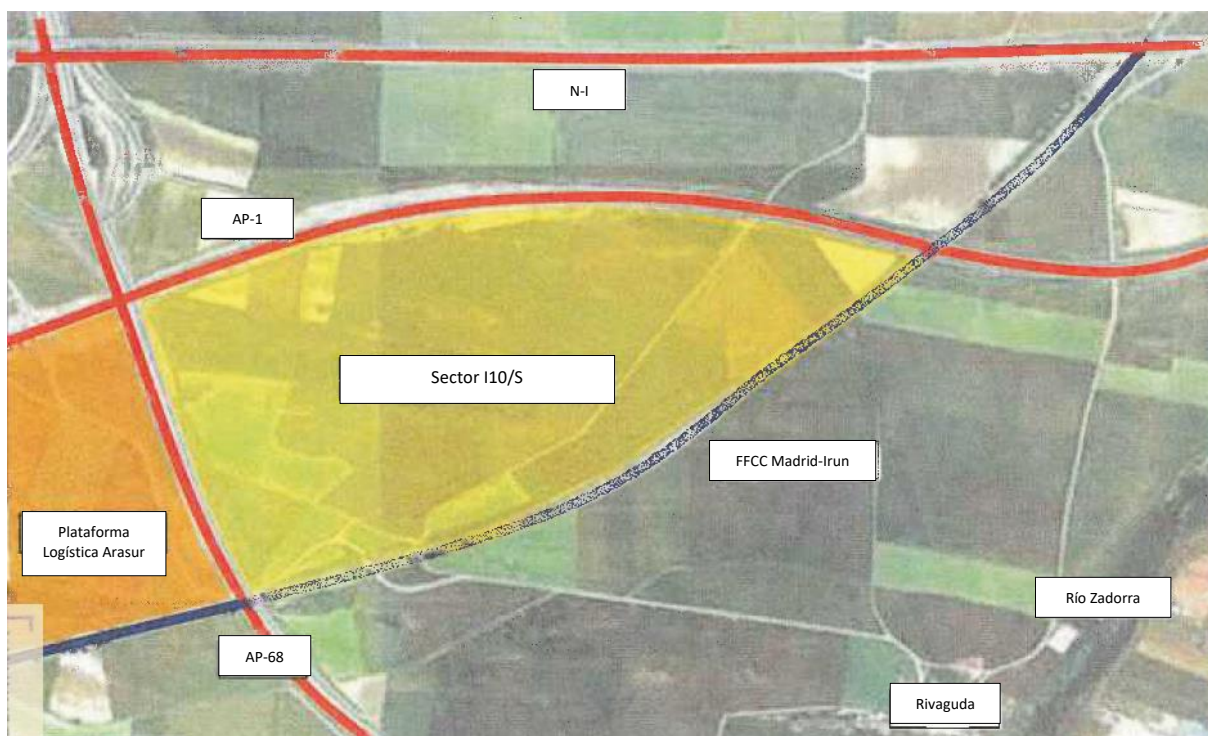 N-I
AP-1
Sector I10/S
FFCC Madrid-Irun
Plataforma
Logística Arasur
Río Zadorra
AP-68
Rivaguda